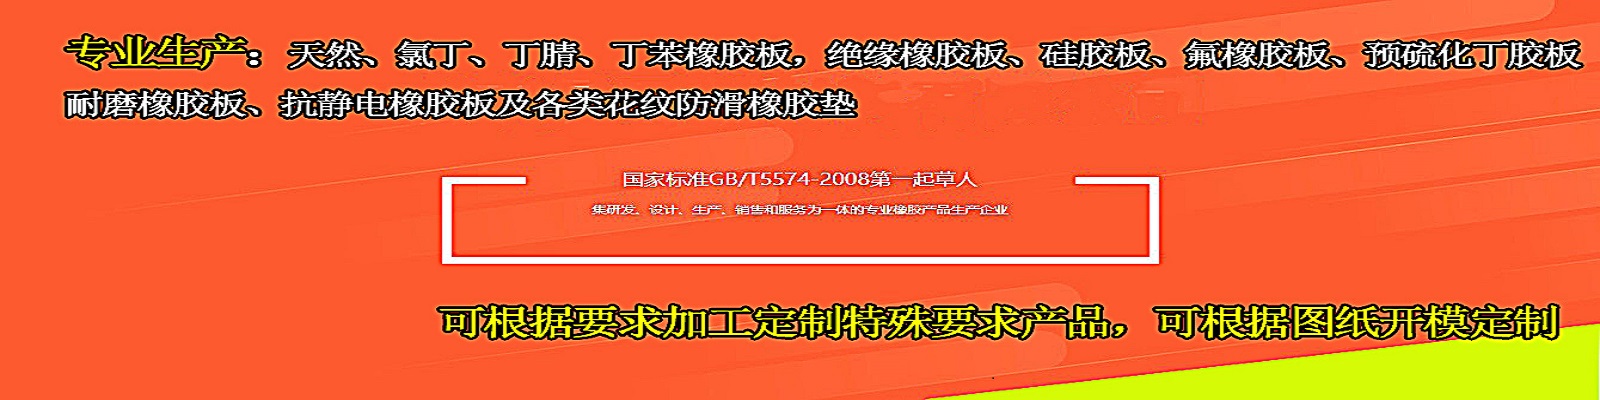 专业生产：天然、氯丁、丁腈、丁苯橡胶板，绝缘橡胶板、硅胶板、氟橡胶板、预硫化丁胶板
耐磨橡胶板、抗静电橡胶板及各类花纹防滑橡胶垫
国家标准GB/T5574-2008第一起草人
集研发、设计、生产、销售和服务为一体的专业橡胶产品生产企业
可根据要求加工定制特殊要求产品，可根据图纸开模定制